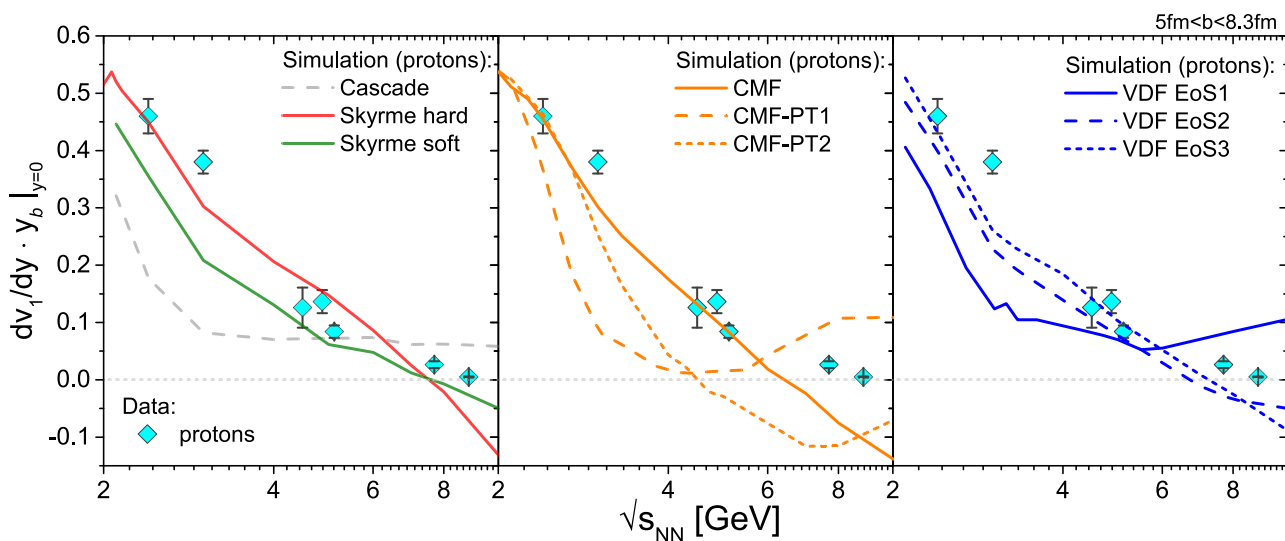 5fm<b<8.3fm
dv₁/dy · y_b |_y=0
0.6
0.5
0.4
0.3
0.2
0.1
0.0
-0.1
Simulation (protons):
Cascade
Skyrme hard
Skyrme soft
Data:
protons
Simulation (protons):
CMF
CMF-PT1
CMF-PT2
Simulation (protons):
VDF EoS1
VDF EoS2
VDF EoS3
2 4 6 8 2 4 6 8 2 4 6 8
√s_NN [GeV]